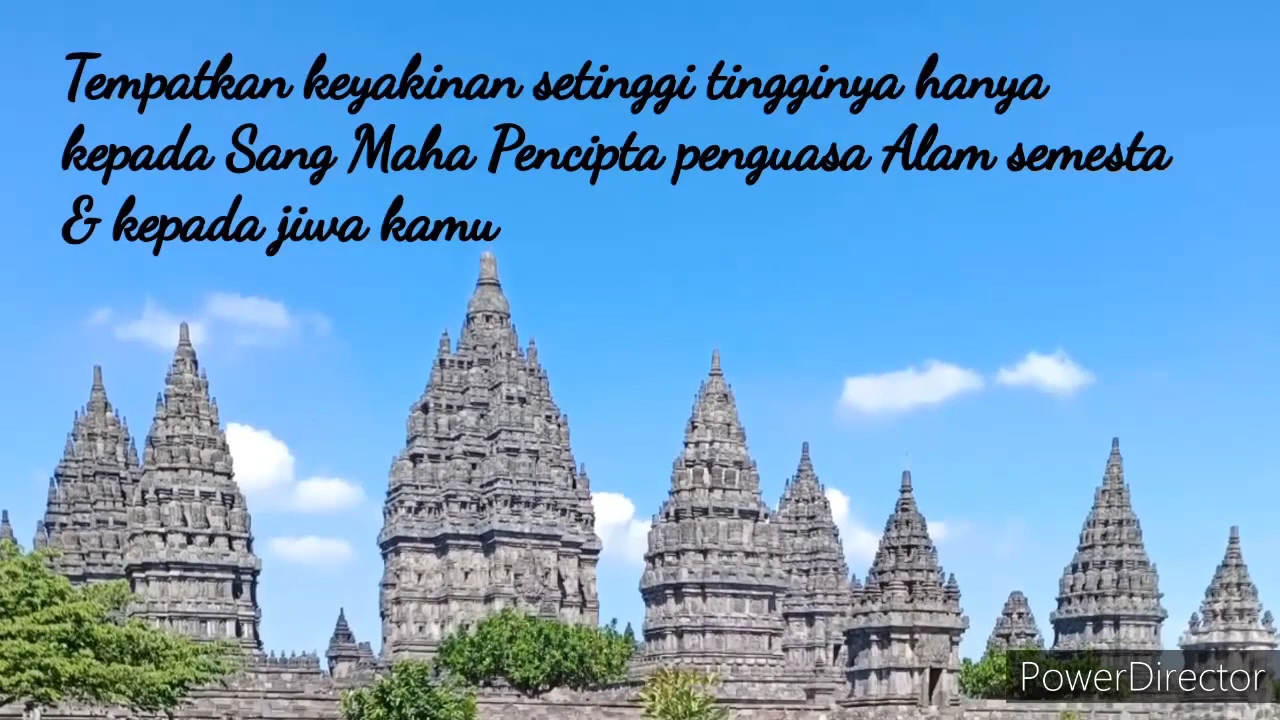 Tempatkan keyakinan setinggi tingginya hanya
kepada Sang Maha Pencipta penguasa Alam semesta
& kepada jiwa kamu
PowerDirector